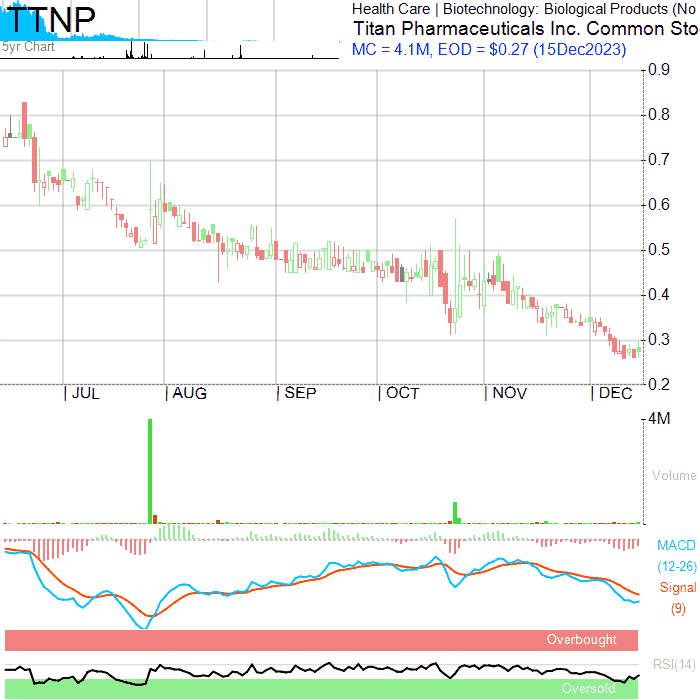 TTNP
5yr Chart
Health Care | Biotechnology: Biological Products (No
Titan Pharmaceuticals Inc. Common Sto
MC = 4.1M, EOD = $0.27 (15Dec2023)
0.9
0.8
0.7
0.6
0.5
0.4
0.3
0.2
| JUL | AUG | SEP | OCT | NOV | DEC
4M
Volume
MACD
(12-26)
Signal
(9)
Overbought
RSI(14)
Oversold